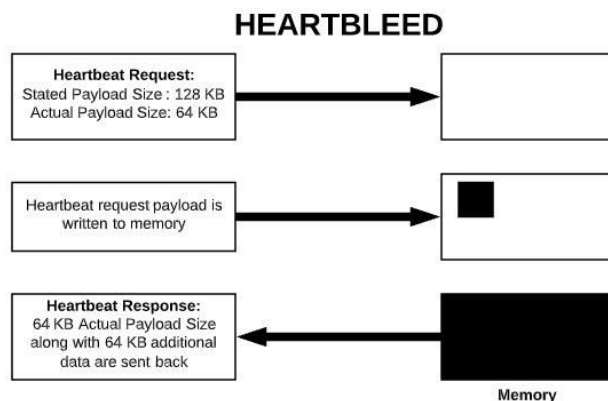 HEARTBLEED
Heartbeat Request:
Stated Payload Size : 128 KB
Actual Payload Size: 64 KB
Heartbeat request payload is
written to memory
Heartbeat Response:
64 KB Actual Payload Size
along with 64 KB additional
data are sent back
Memory